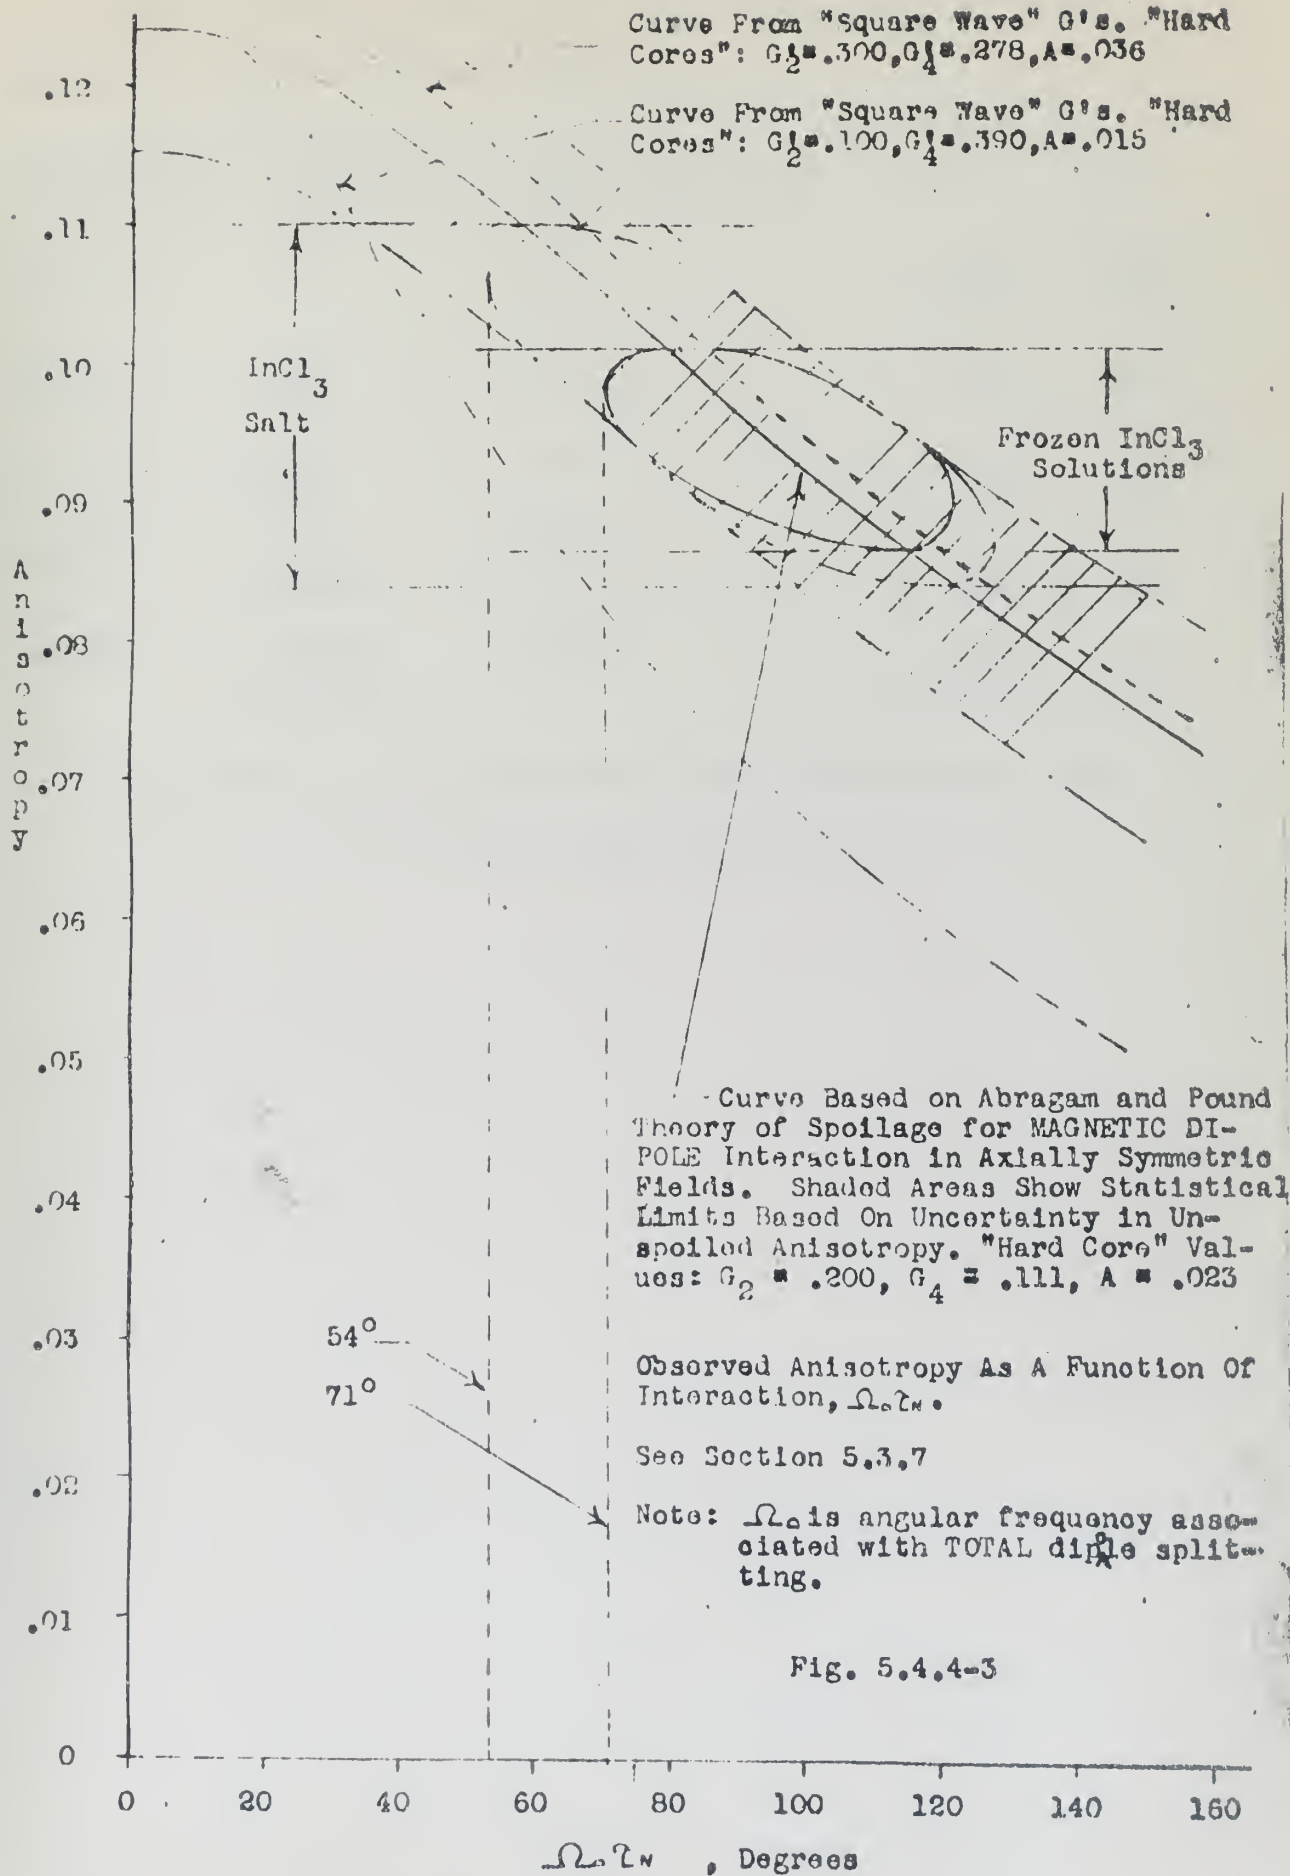 Curve From "Square Wave" G's. "Hard
Cores": G½=.300,G¼=.278,A=.036
Curve From "Square Wave" G's. "Hard
Cores": G½=.100,G¼=.390,A=.015
.12
.11
.10
.09
.08
.07
.06
.05
.04
.03
.02
.01
0
Anisotropy
InCl3
Salt
Frozen InCl3
Solutions
Curve Based on Abragam and Pound
Theory of Spoilage for MAGNETIC DI-
POLE Interaction in Axially Symmetric
Fields. Shaded Areas Show Statistical
Limits Based On Uncertainty in Un-
spoiled Anisotropy. "Hard Core" Val-
ues: G2 = .200, G4 = .111, A = .023
54°
71°
Observed Anisotropy As A Function Of
Interaction, Ω₀τN.
See Section 5.3.7
Note: Ω₀ is angular frequency asso-
ciated with TOTAL dipole split-
ting.
Fig. 5.4.4-3
0 20 40 60 80 100 120 140 160
Ω₀τN , Degrees